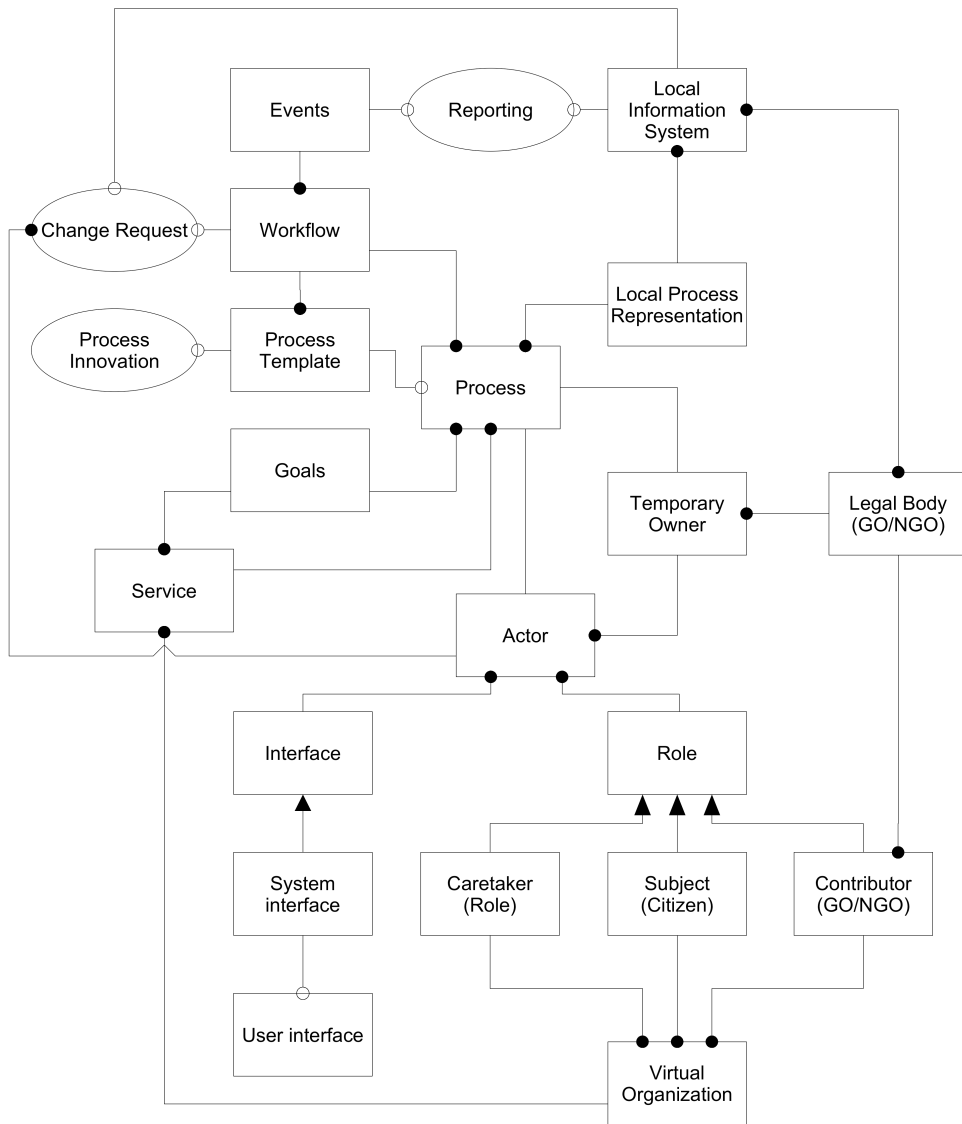 Local
Information
System
Events
Reporting
Change Request
Workflow
Local Process
Representation
Process
Innovation
Process
Template
Process
Goals
Temporary
Owner
Legal Body
(GO/NGO)
Service
Actor
Interface
Role
System
interface
Caretaker
(Role)
Subject
(Citizen)
Contributor
(GO/NGO)
User interface
Virtual
Organization